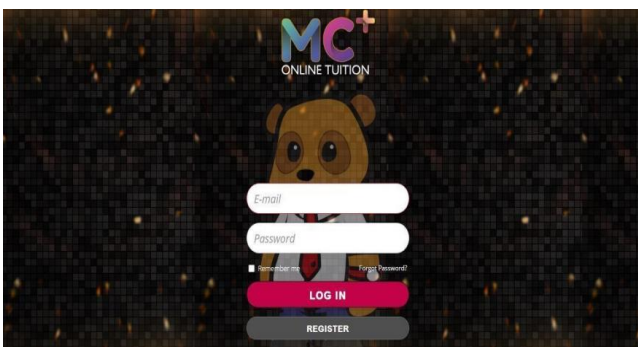 MC+
ONLINE TUITION
E-mail
Password
Remember me Forgot Password?
LOG IN
REGISTER